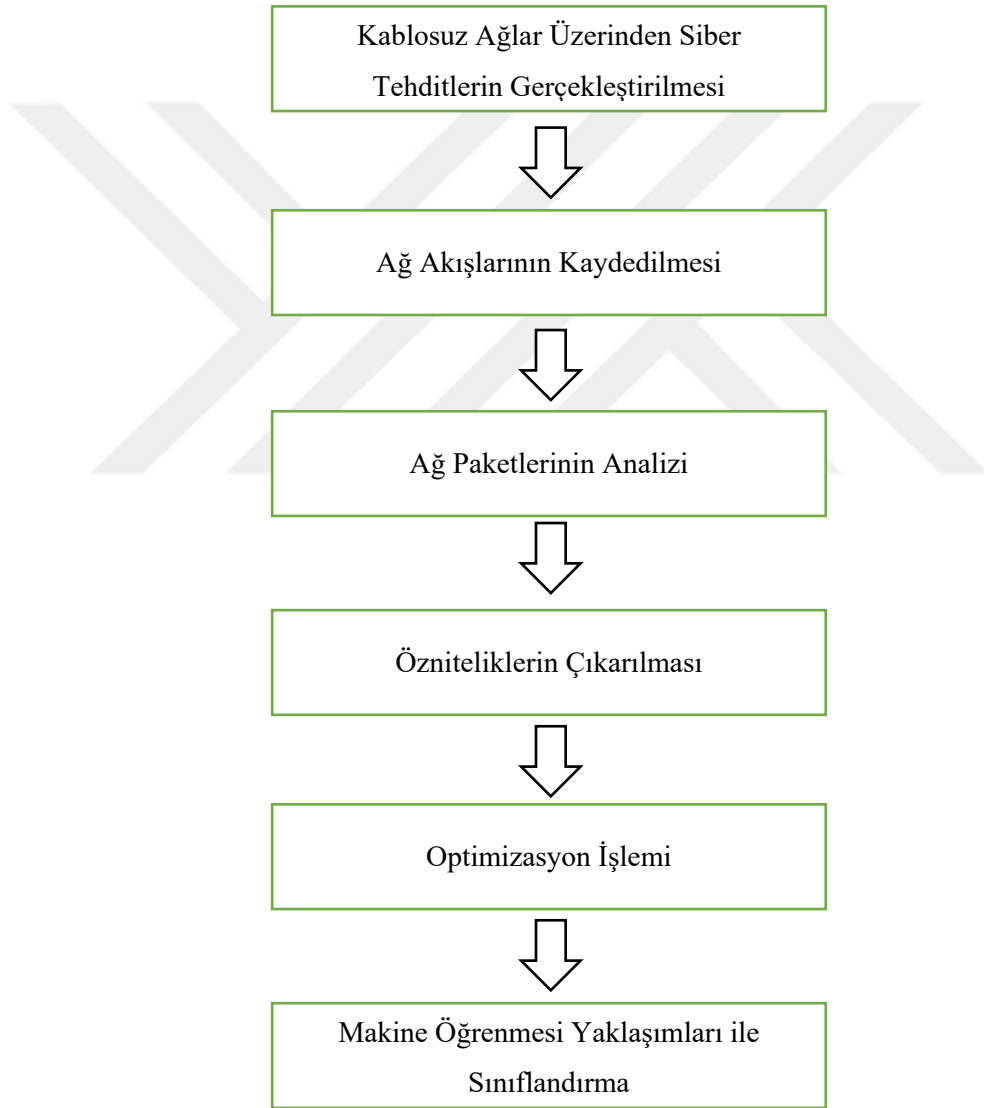 Kablosuz Ağlar Üzerinden Siber
Tehditlerin Gerçekleştirilmesi
Ağ Akışlarının Kaydedilmesi
Ağ Paketlerinin Analizi
Özniteliklerin Çıkarılması
Optimizasyon İşlemi
Makine Öğrenmesi Yaklaşımları ile
Sınıflandırma